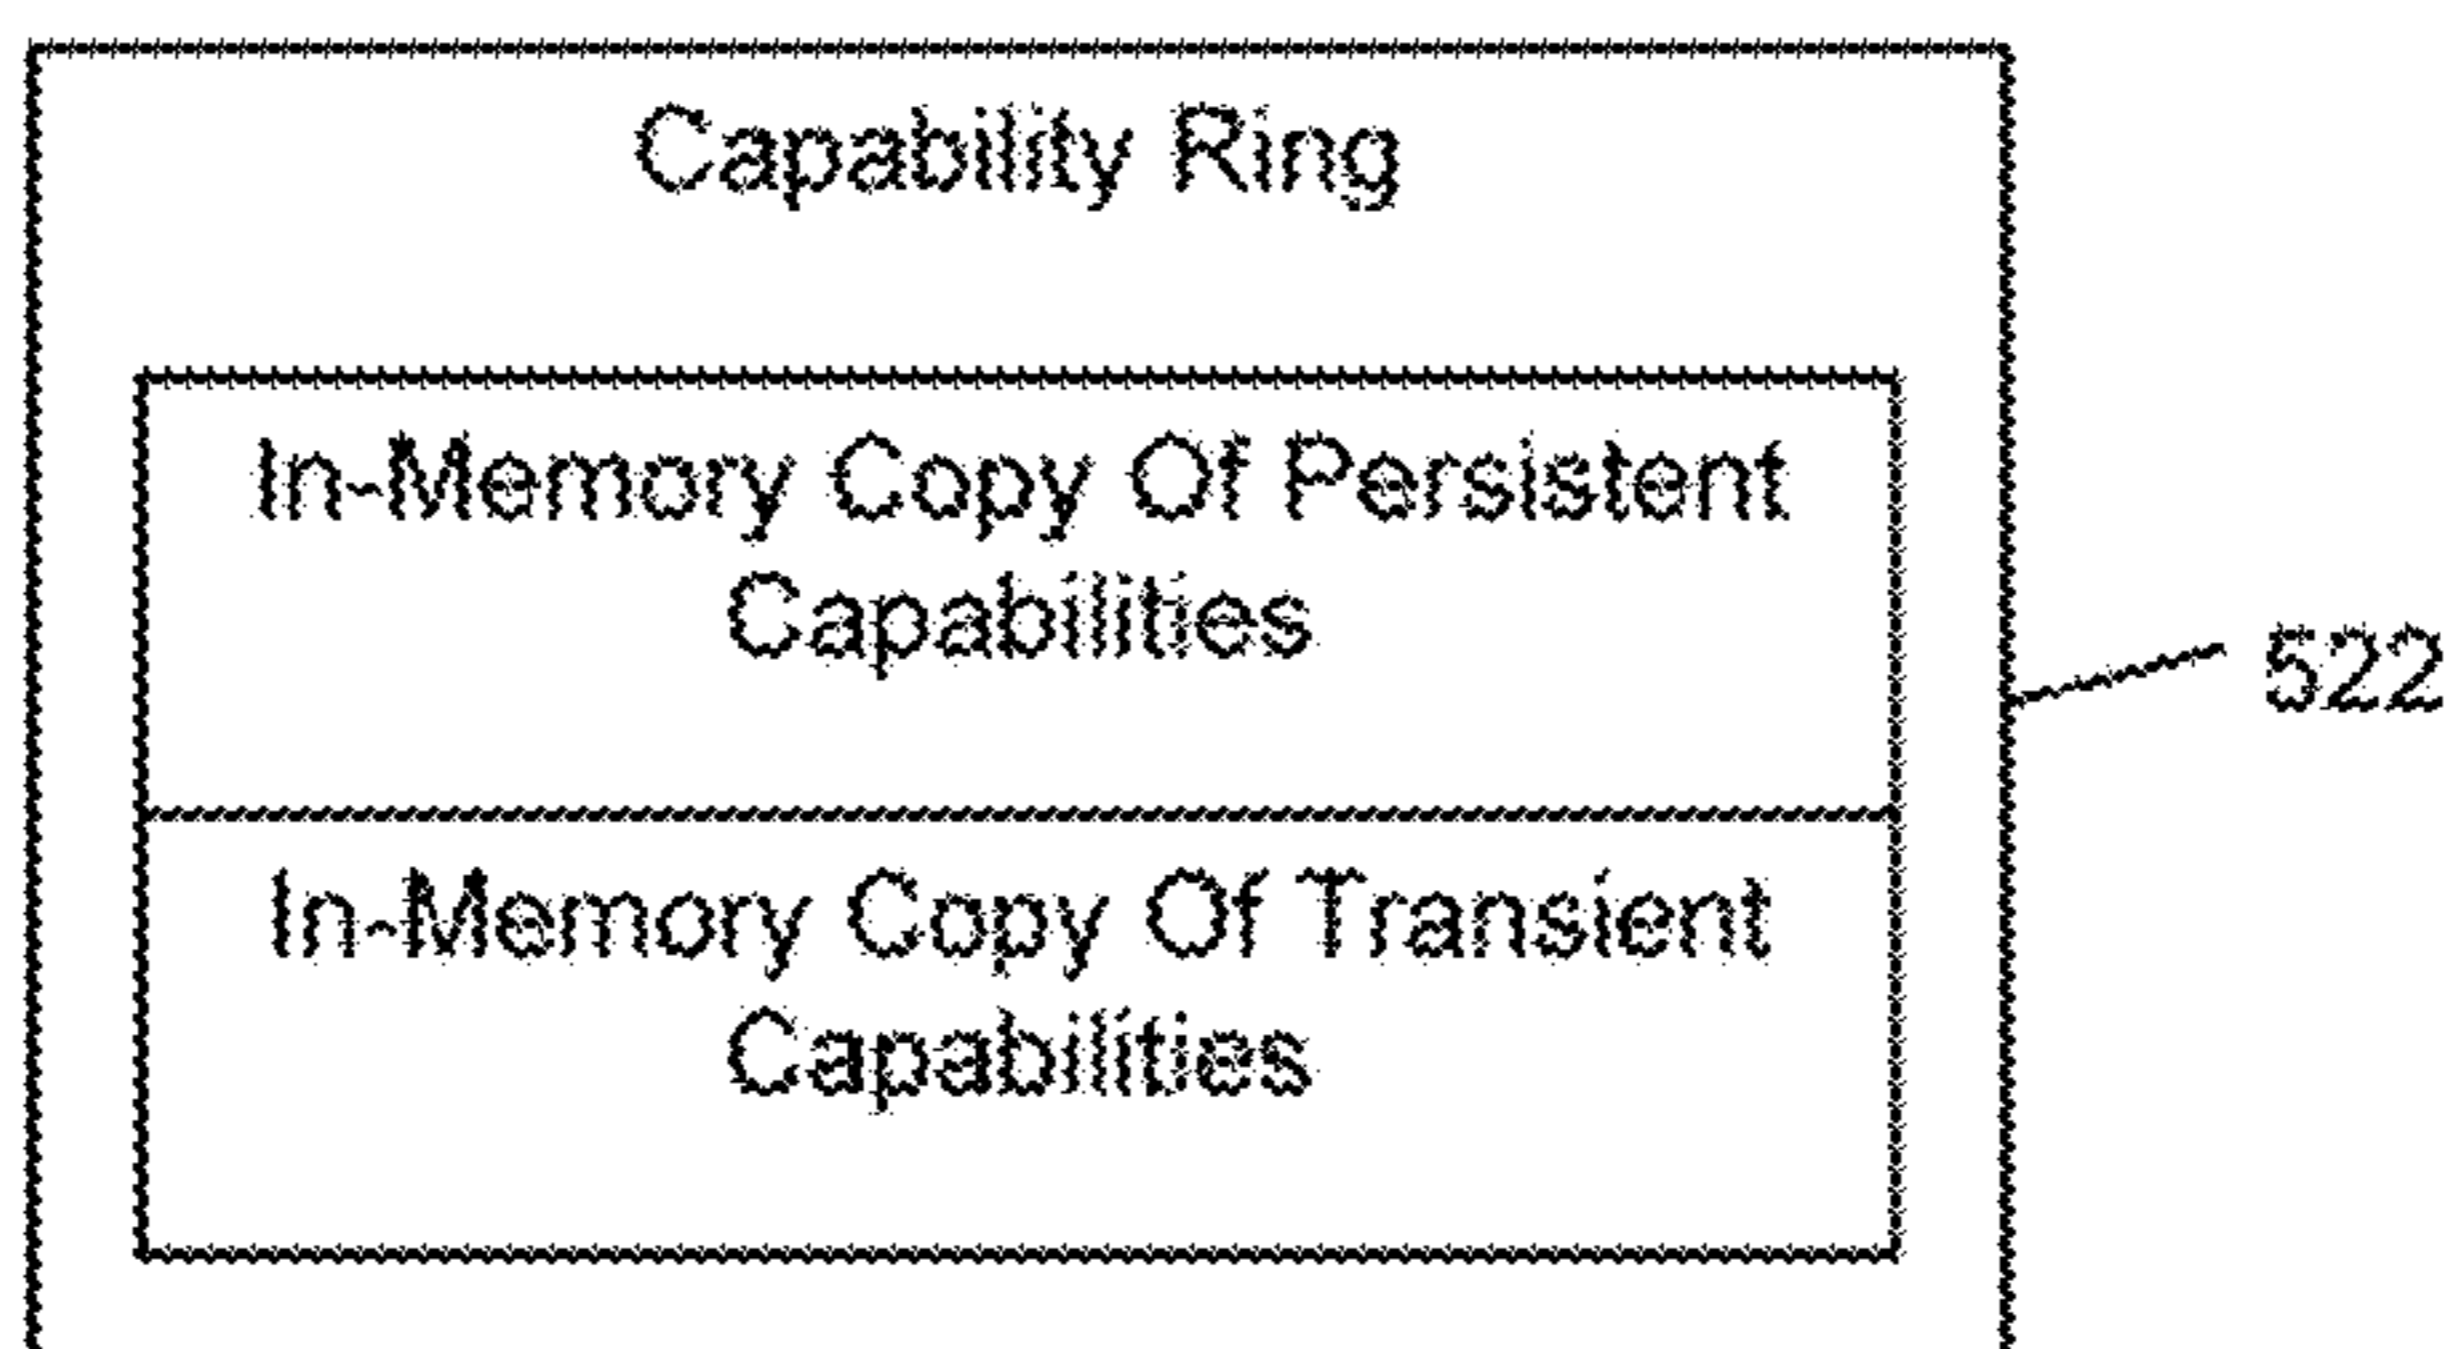 Capability Ring
In-Memory Copy Of Persistent
Capabilities
522
In-Memory Copy Of Transient
Capabilities